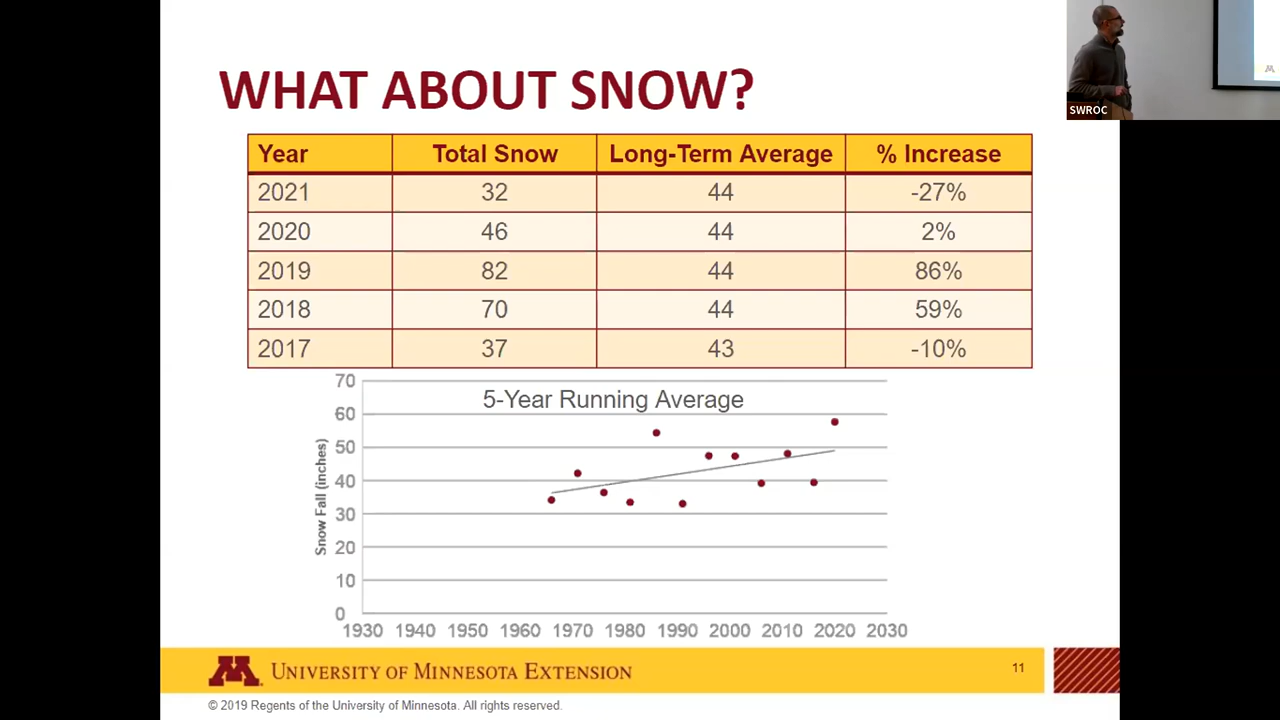 WHAT ABOUT SNOW?
SWROC
Year Total Snow Long-Term Average % Increase
2021 32 44 -27%
2020 46 44 2%
2019 82 44 86%
2018 70 44 59%
2017 37 43 -10%
5-Year Running Average
Snow Fall (inches)
70
60
50
40
30
20
10
0
1930 1940 1950 1960 1970 1980 1990 2000 2010 2020 2030
M UNIVERSITY OF MINNESOTA EXTENSION
11
© 2019 Regents of the University of Minnesota. All rights reserved.